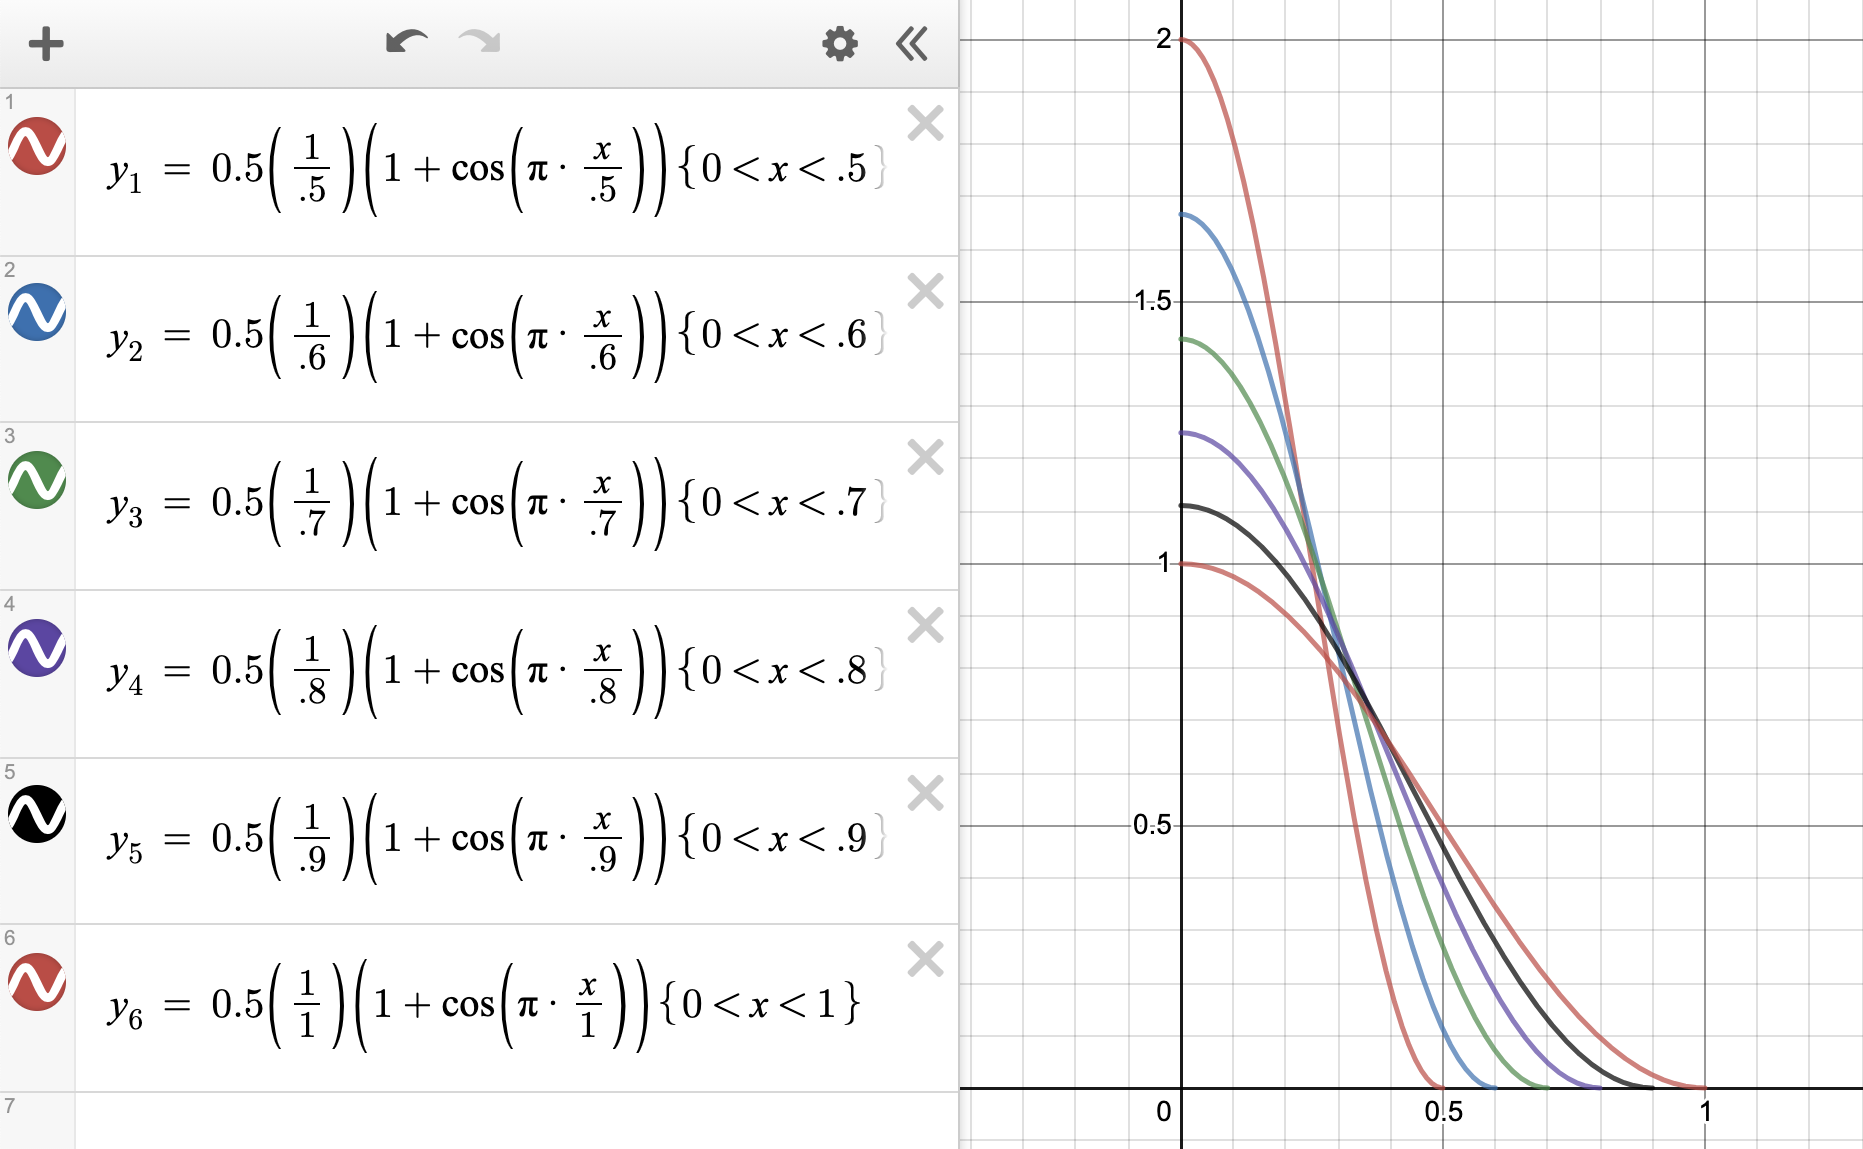 1
y₁ = 0.5(1/.5)(1 + cos(π · x/.5)){0 < x < .5}
2
y₂ = 0.5(1/.6)(1 + cos(π · x/.6)){0 < x < .6}
3
y₃ = 0.5(1/.7)(1 + cos(π · x/.7)){0 < x < .7}
4
y₄ = 0.5(1/.8)(1 + cos(π · x/.8)){0 < x < .8}
5
y₅ = 0.5(1/.9)(1 + cos(π · x/.9)){0 < x < .9}
6
y₆ = 0.5(1/1)(1 + cos(π · x/1)){0 < x < 1}
7
2
1.5
1
0.5
0 0.5 1